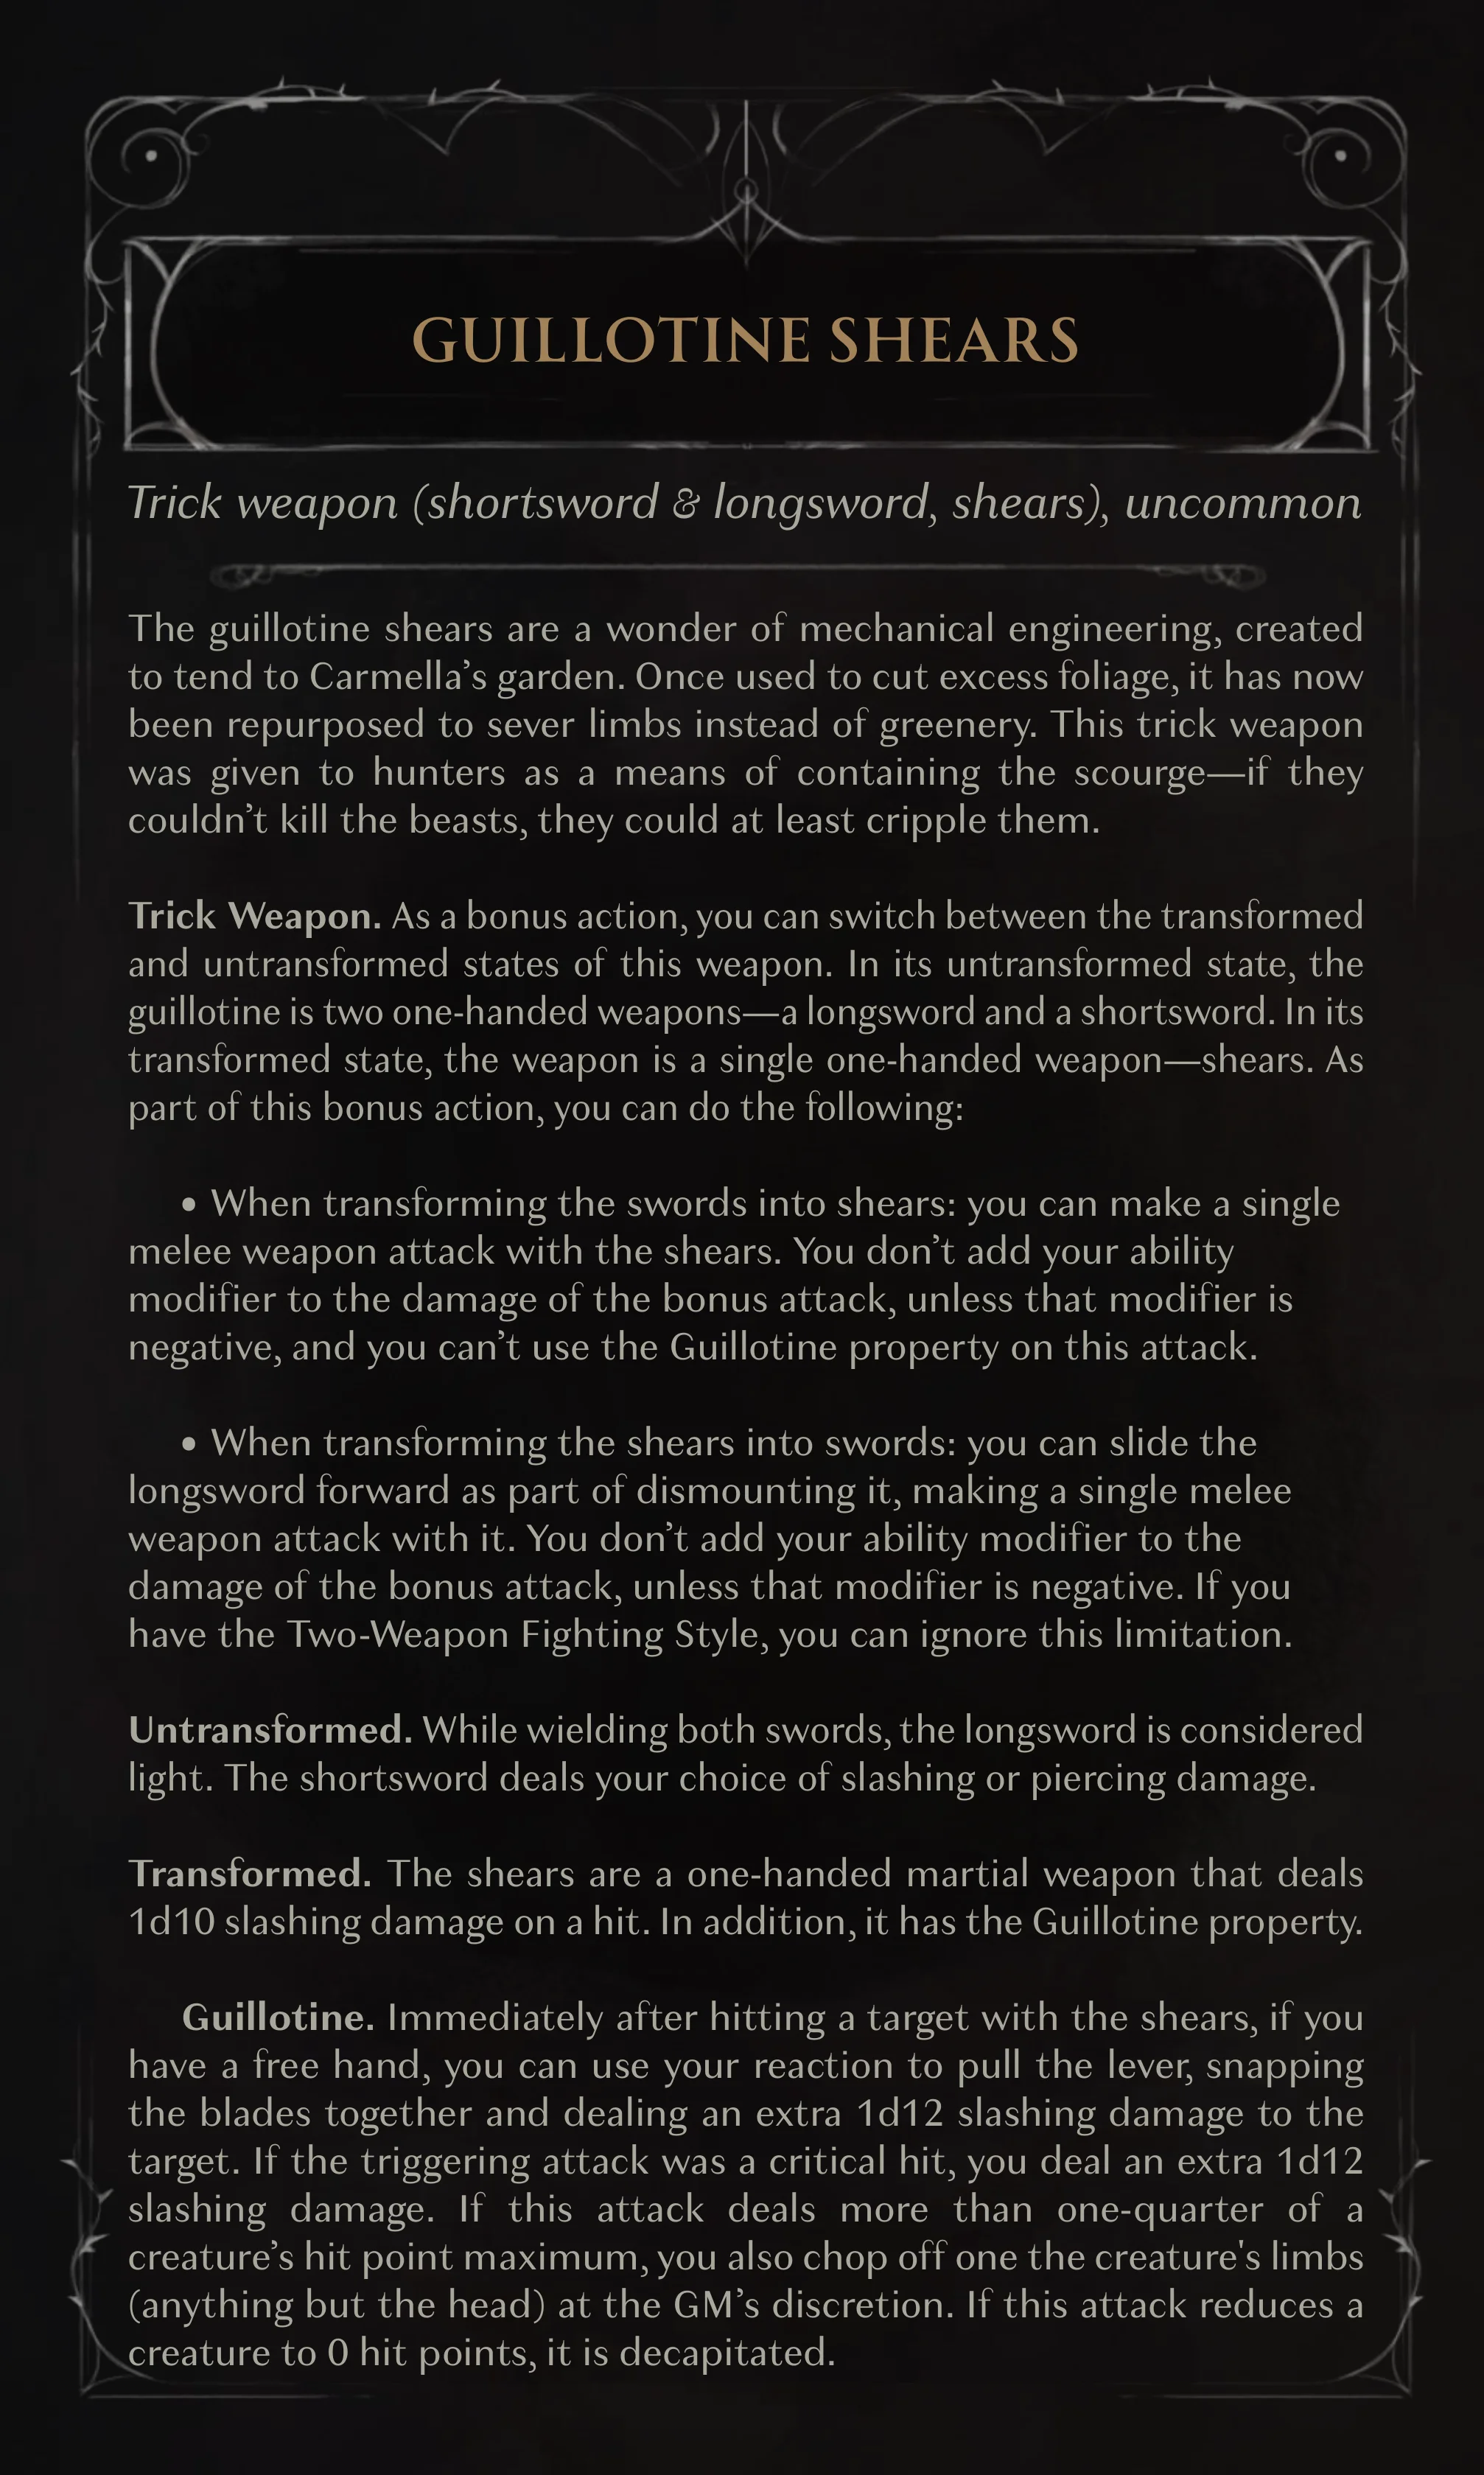 GUILLOTINE SHEARS
Trick weapon (shortsword & longsword, shears), uncommon
The guillotine shears are a wonder of mechanical engineering, created
to tend to Carmella’s garden. Once used to cut excess foliage, it has now
been repurposed to sever limbs instead of greenery. This trick weapon
was given to hunters as a means of containing the scourge—if they
couldn’t kill the beasts, they could at least cripple them.
Trick Weapon. As a bonus action, you can switch between the transformed
and untransformed states of this weapon. In its untransformed state, the
guillotine is two one-handed weapons—a longsword and a shortsword. In its
transformed state, the weapon is a single one-handed weapon—shears. As
part of this bonus action, you can do the following:
• When transforming the swords into shears: you can make a single
melee weapon attack with the shears. You don’t add your ability
modifier to the damage of the bonus attack, unless that modifier is
negative, and you can’t use the Guillotine property on this attack.
• When transforming the shears into swords: you can slide the
longsword forward as part of dismounting it, making a single melee
weapon attack with it. You don’t add your ability modifier to the
damage of the bonus attack, unless that modifier is negative. If you
have the Two-Weapon Fighting Style, you can ignore this limitation.
Untransformed. While wielding both swords, the longsword is considered
light. The shortsword deals your choice of slashing or piercing damage.
Transformed. The shears are a one-handed martial weapon that deals
1d10 slashing damage on a hit. In addition, it has the Guillotine property.
Guillotine. Immediately after hitting a target with the shears, if you
have a free hand, you can use your reaction to pull the lever, snapping
the blades together and dealing an extra 1d12 slashing damage to the
target. If the triggering attack was a critical hit, you deal an extra 1d12
slashing damage. If this attack deals more than one-quarter of a
creature’s hit point maximum, you also chop off one the creature's limbs
(anything but the head) at the GM’s discretion. If this attack reduces a
creature to 0 hit points, it is decapitated.